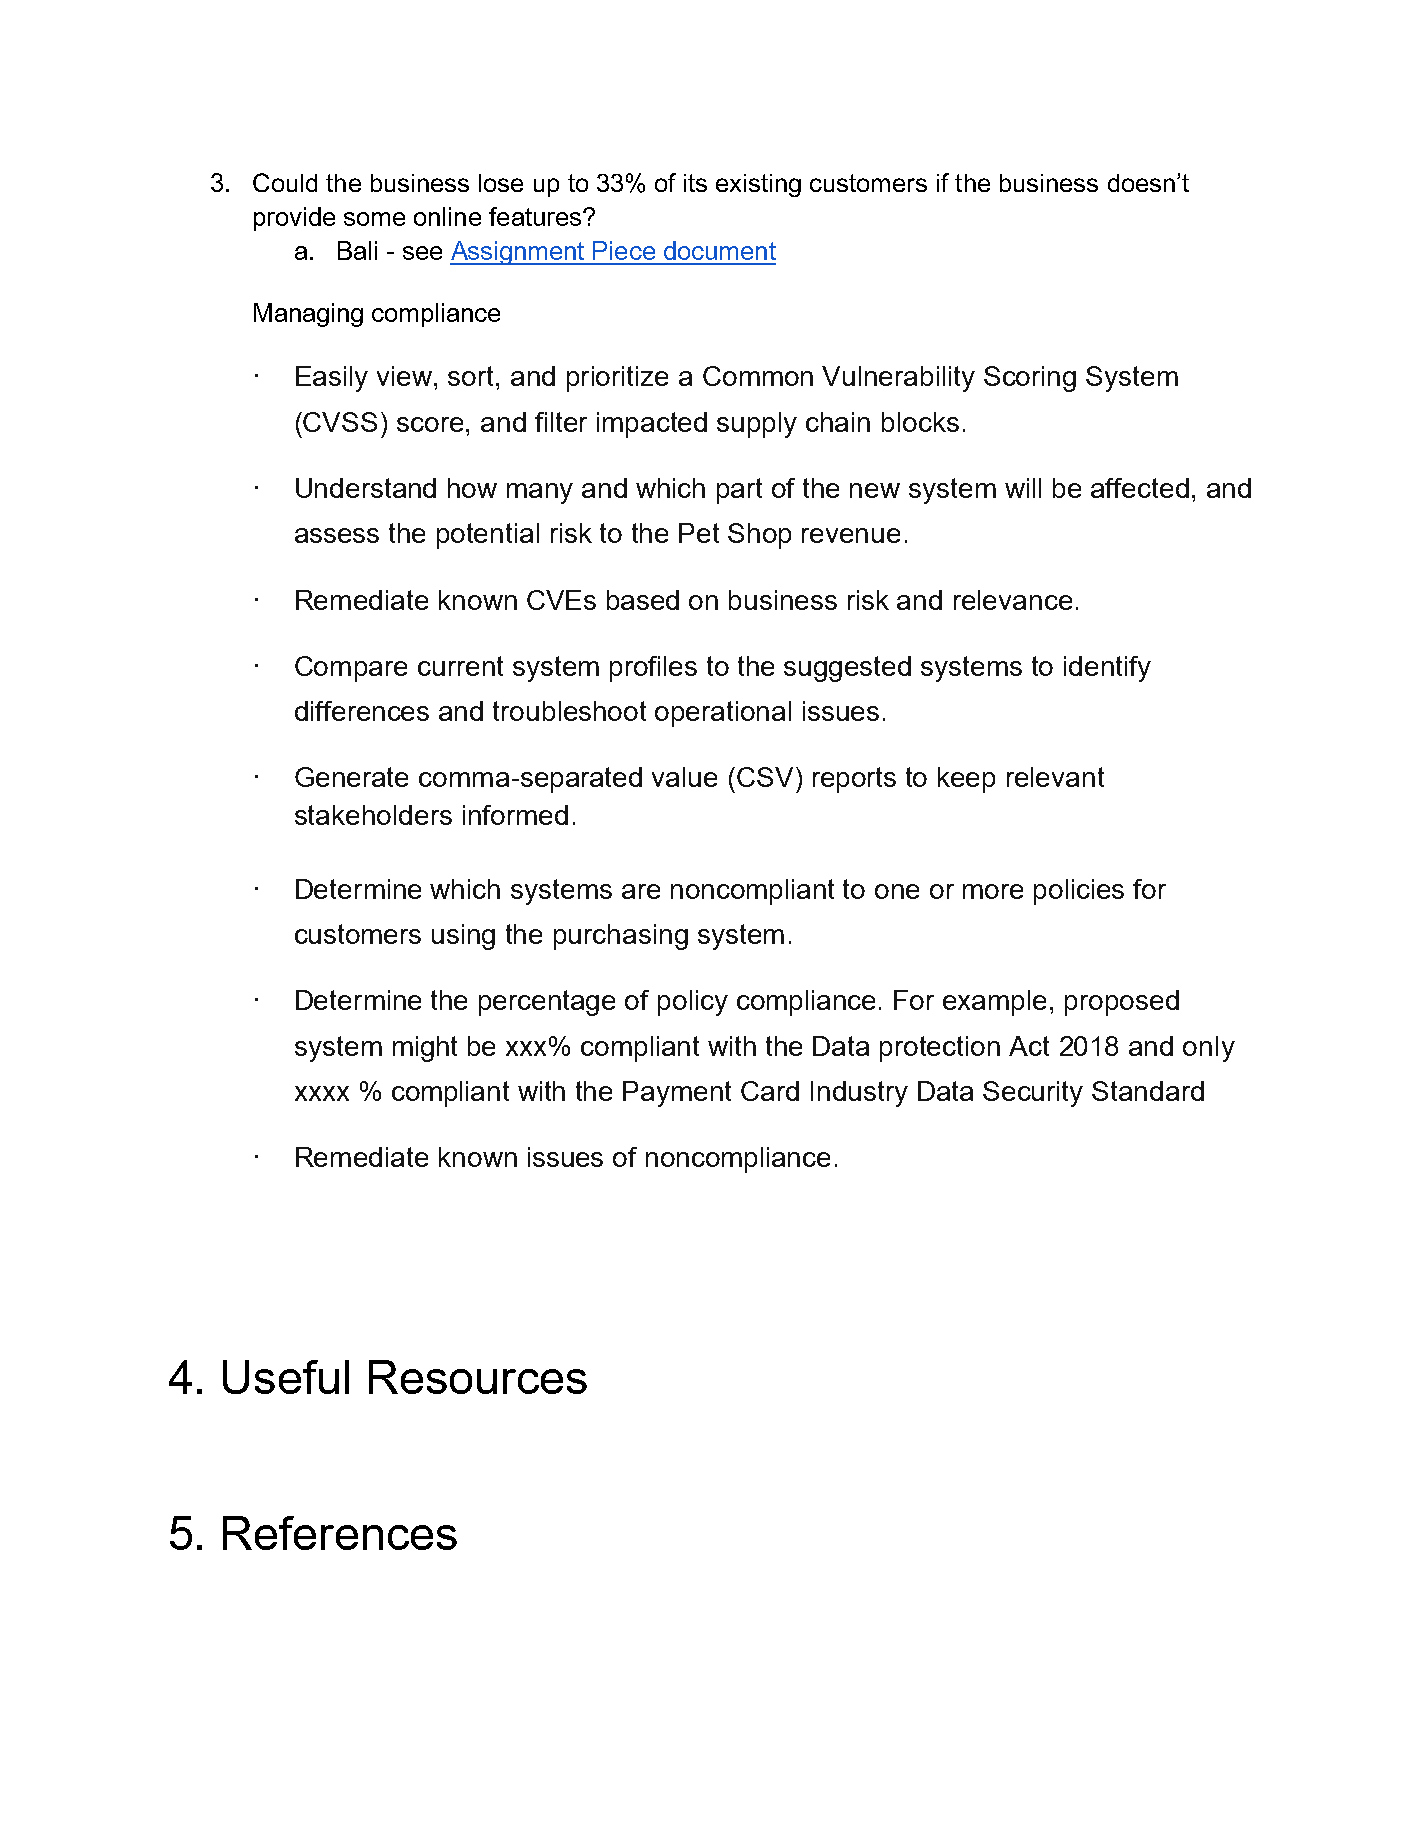 3. Could the business lose up to 33% of its existing customers if the business doesn’t
provide some online features?
a. Bali - see Assignment Piece document
Managing compliance
· Easily view, sort, and prioritize a Common Vulnerability Scoring System
(CVSS) score, and filter impacted supply chain blocks.
· Understand how many and which part of the new system will be affected, and
assess the potential risk to the Pet Shop revenue.
· Remediate known CVEs based on business risk and relevance.
· Compare current system profiles to the suggested systems to identify
differences and troubleshoot operational issues.
· Generate comma-separated value (CSV) reports to keep relevant
stakeholders informed.
· Determine which systems are noncompliant to one or more policies for
customers using the purchasing system.
· Determine the percentage of policy compliance. For example, proposed
system might be xxx% compliant with the Data protection Act 2018 and only
xxxx % compliant with the Payment Card Industry Data Security Standard
· Remediate known issues of noncompliance.
4. Useful Resources
5. References